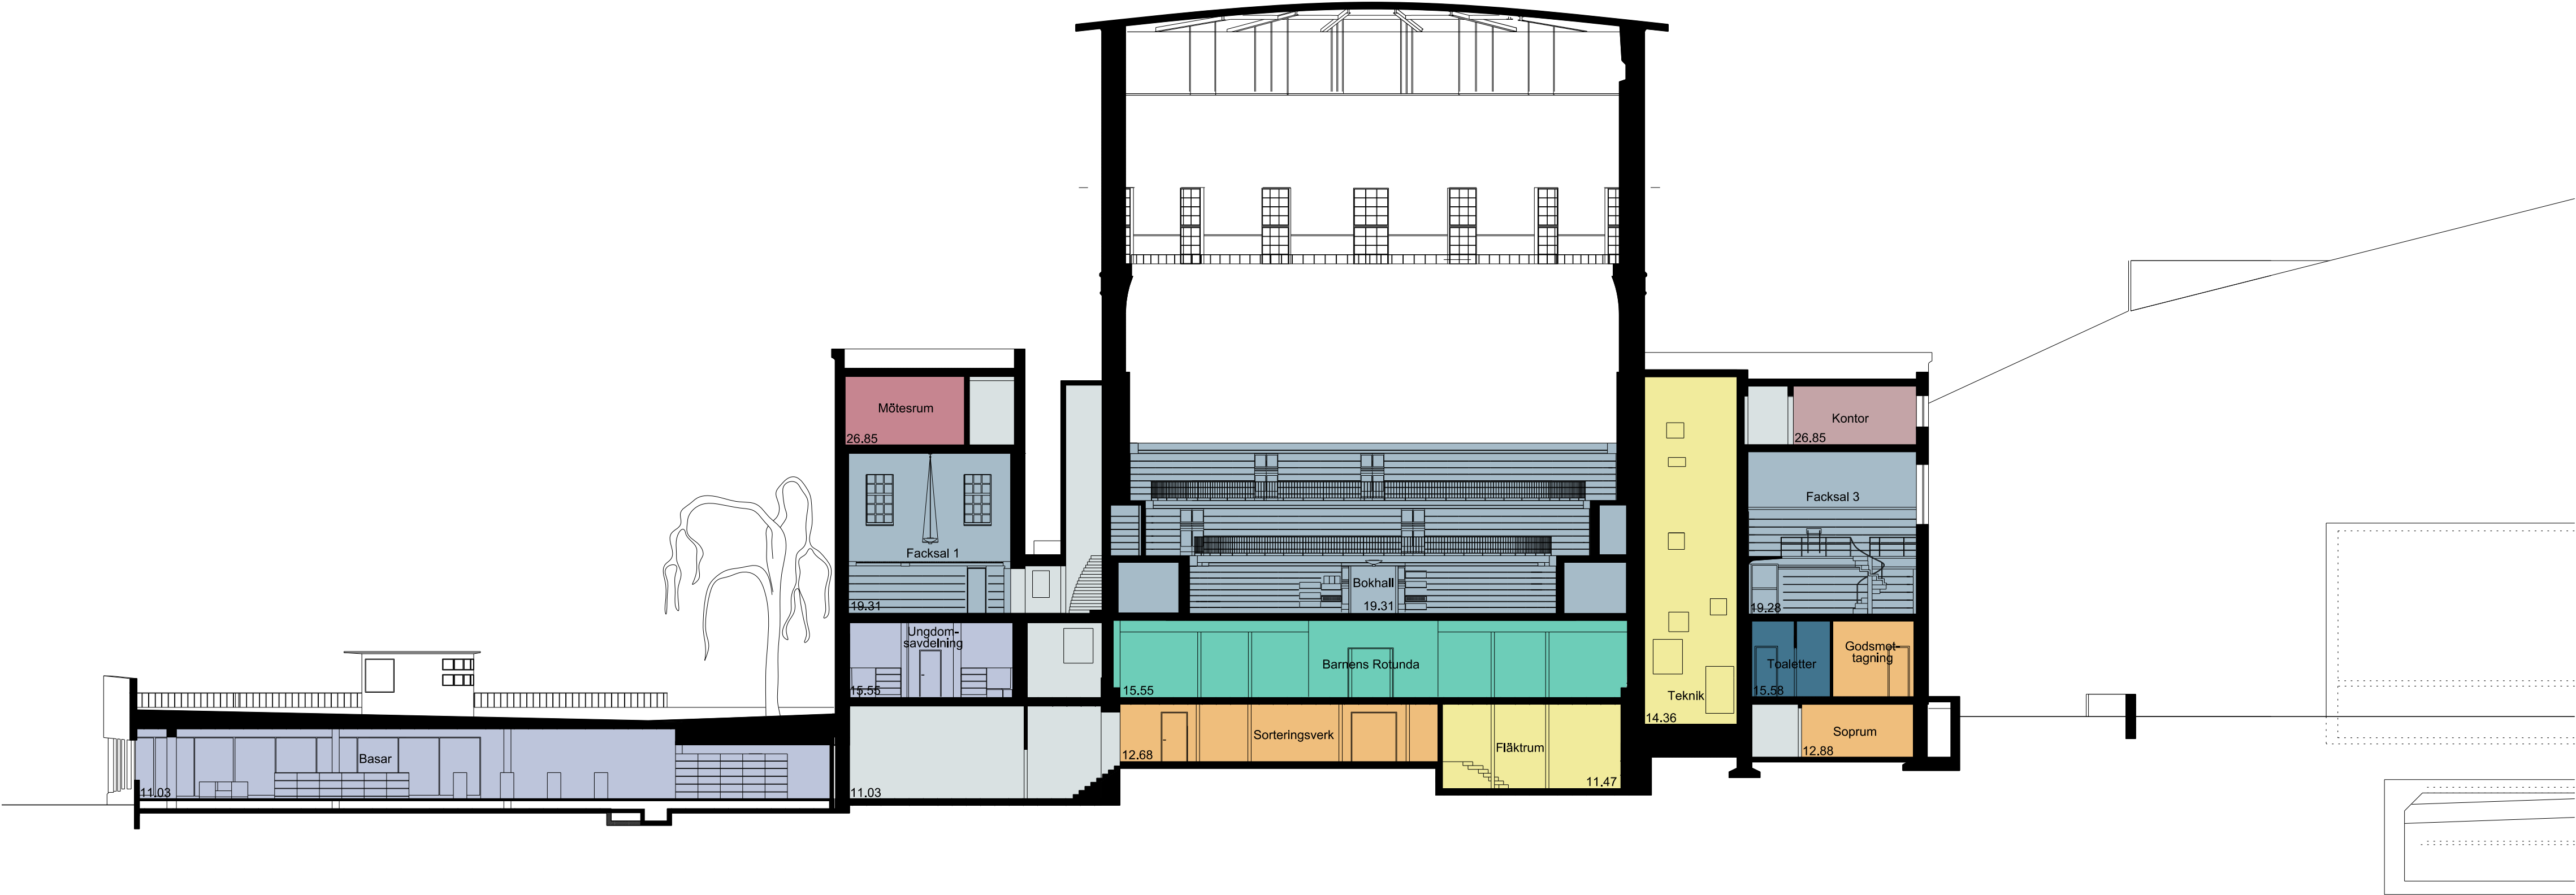 Mötesrum
26.85
Kontor
26.85
Facksal 1
19.31
Facksal 3
19.28
Bokhall
19.31
Ungdom-
savdelning
15.55
Barnens Rotunda
15.55
Teknik
14.36
Toaletter
15.58
Godsmot-
tagning
Basar
11.03
11.03
Sorteringsverk
12.68
Fläktrum
11.47
Soprum
12.88